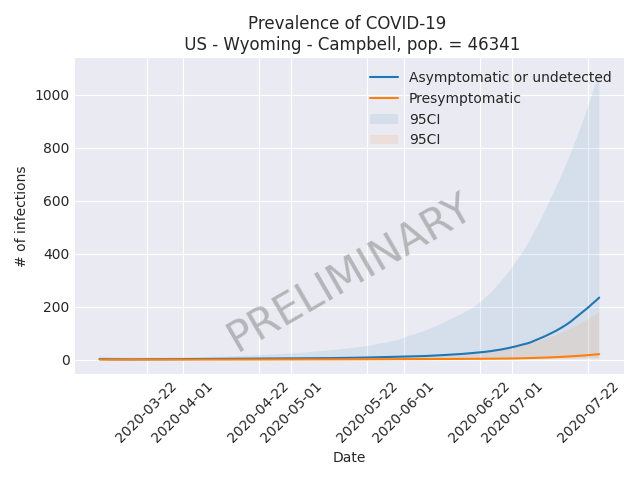 Prevalence of COVID-19
US - Wyoming - Campbell, pop. = 46341
Asymptomatic or undetected
Presymptomatic
95CI
95CI
1000
800
600
400
200
0
# of infections
PRELIMINARY
2020-03-22
2020-04-01
2020-04-22
2020-05-01
2020-05-22
2020-06-01
2020-06-22
2020-07-01
2020-07-22
Date